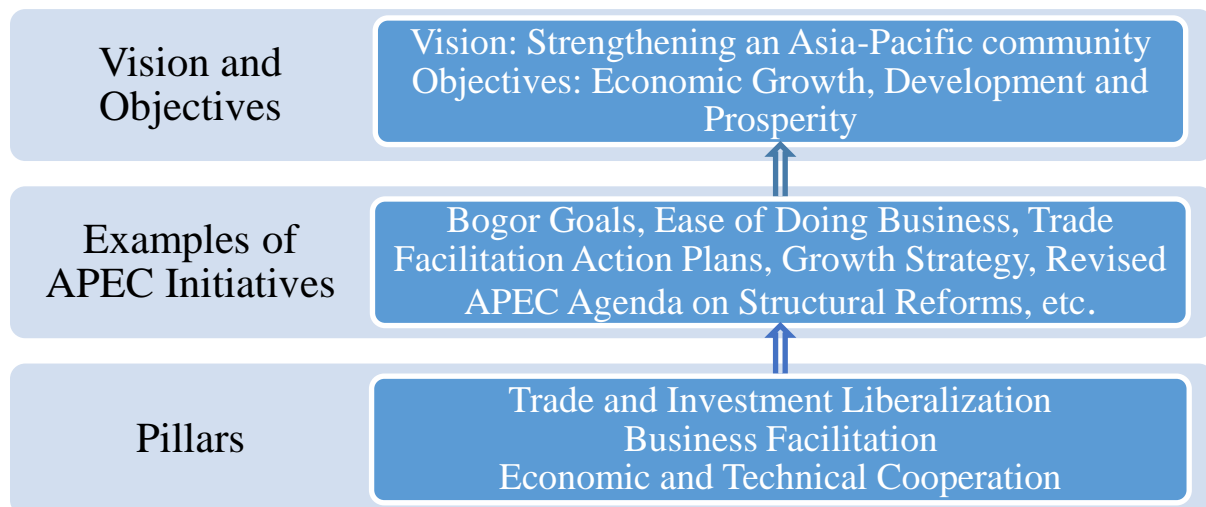 Vision and
Objectives
Vision: Strengthening an Asia-Pacific community
Objectives: Economic Growth, Development and
Prosperity
Examples of
APEC Initiatives
Bogor Goals, Ease of Doing Business, Trade
Facilitation Action Plans, Growth Strategy, Revised
APEC Agenda on Structural Reforms, etc.
Pillars
Trade and Investment Liberalization
Business Facilitation
Economic and Technical Cooperation